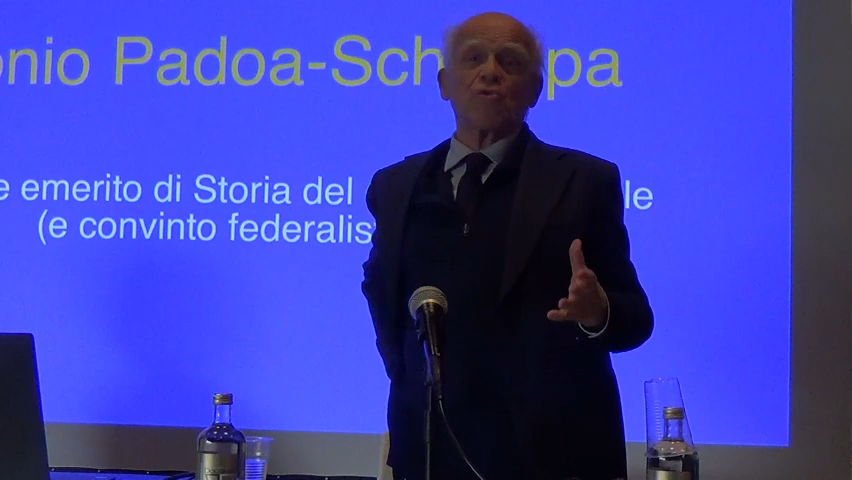 onio Padoa-Sch pa
e emerito di Storia del le
(e convinto federalis